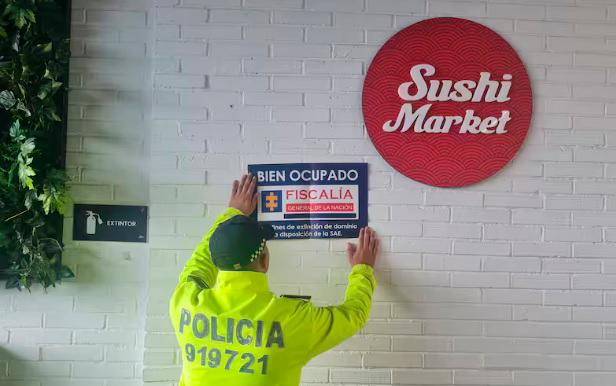 Sushi
Market
BIEN OCUPADO
FISCALÍA
GENERAL DE LA NACIÓN
fines de extinción de dominio
a disposición de la SAE.
EXTINTOR
POLICIA
919721